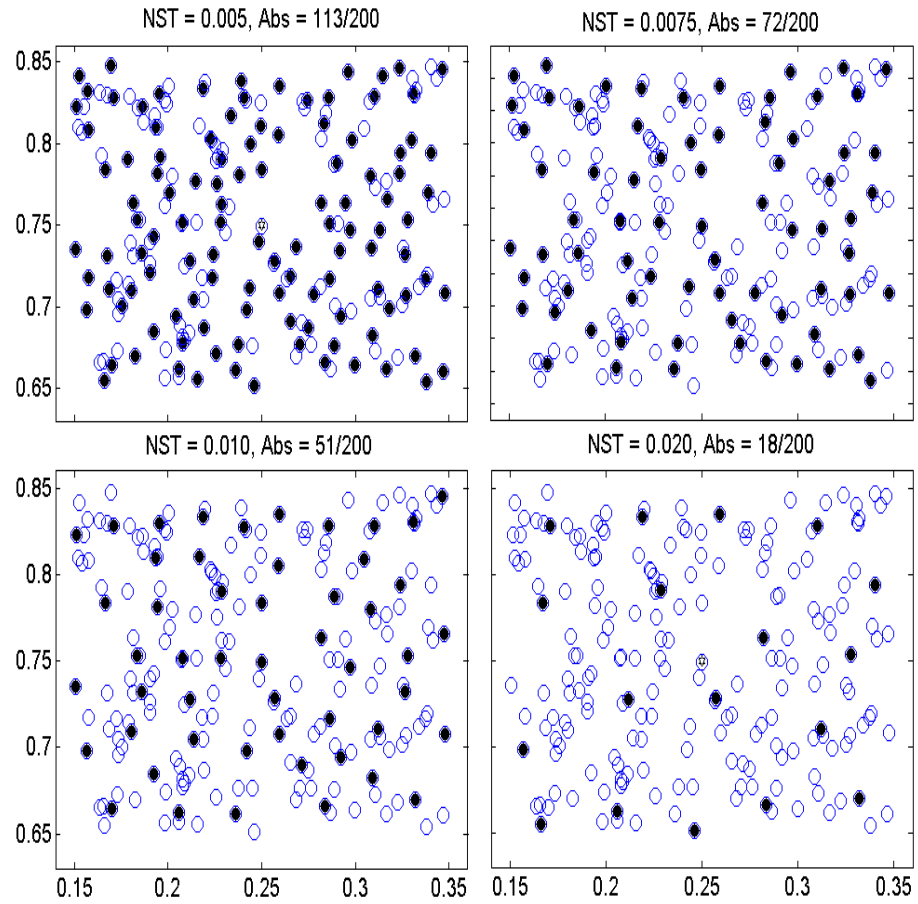 NST = 0.005, Abs = 113/200
NST = 0.0075, Abs = 72/200
0.85
0.8
0.75
0.7
0.65
NST = 0.010, Abs = 51/200
NST = 0.020, Abs = 18/200
0.85
0.8
0.75
0.7
0.65
0.15 0.2 0.25 0.3 0.35
0.15 0.2 0.25 0.3 0.35